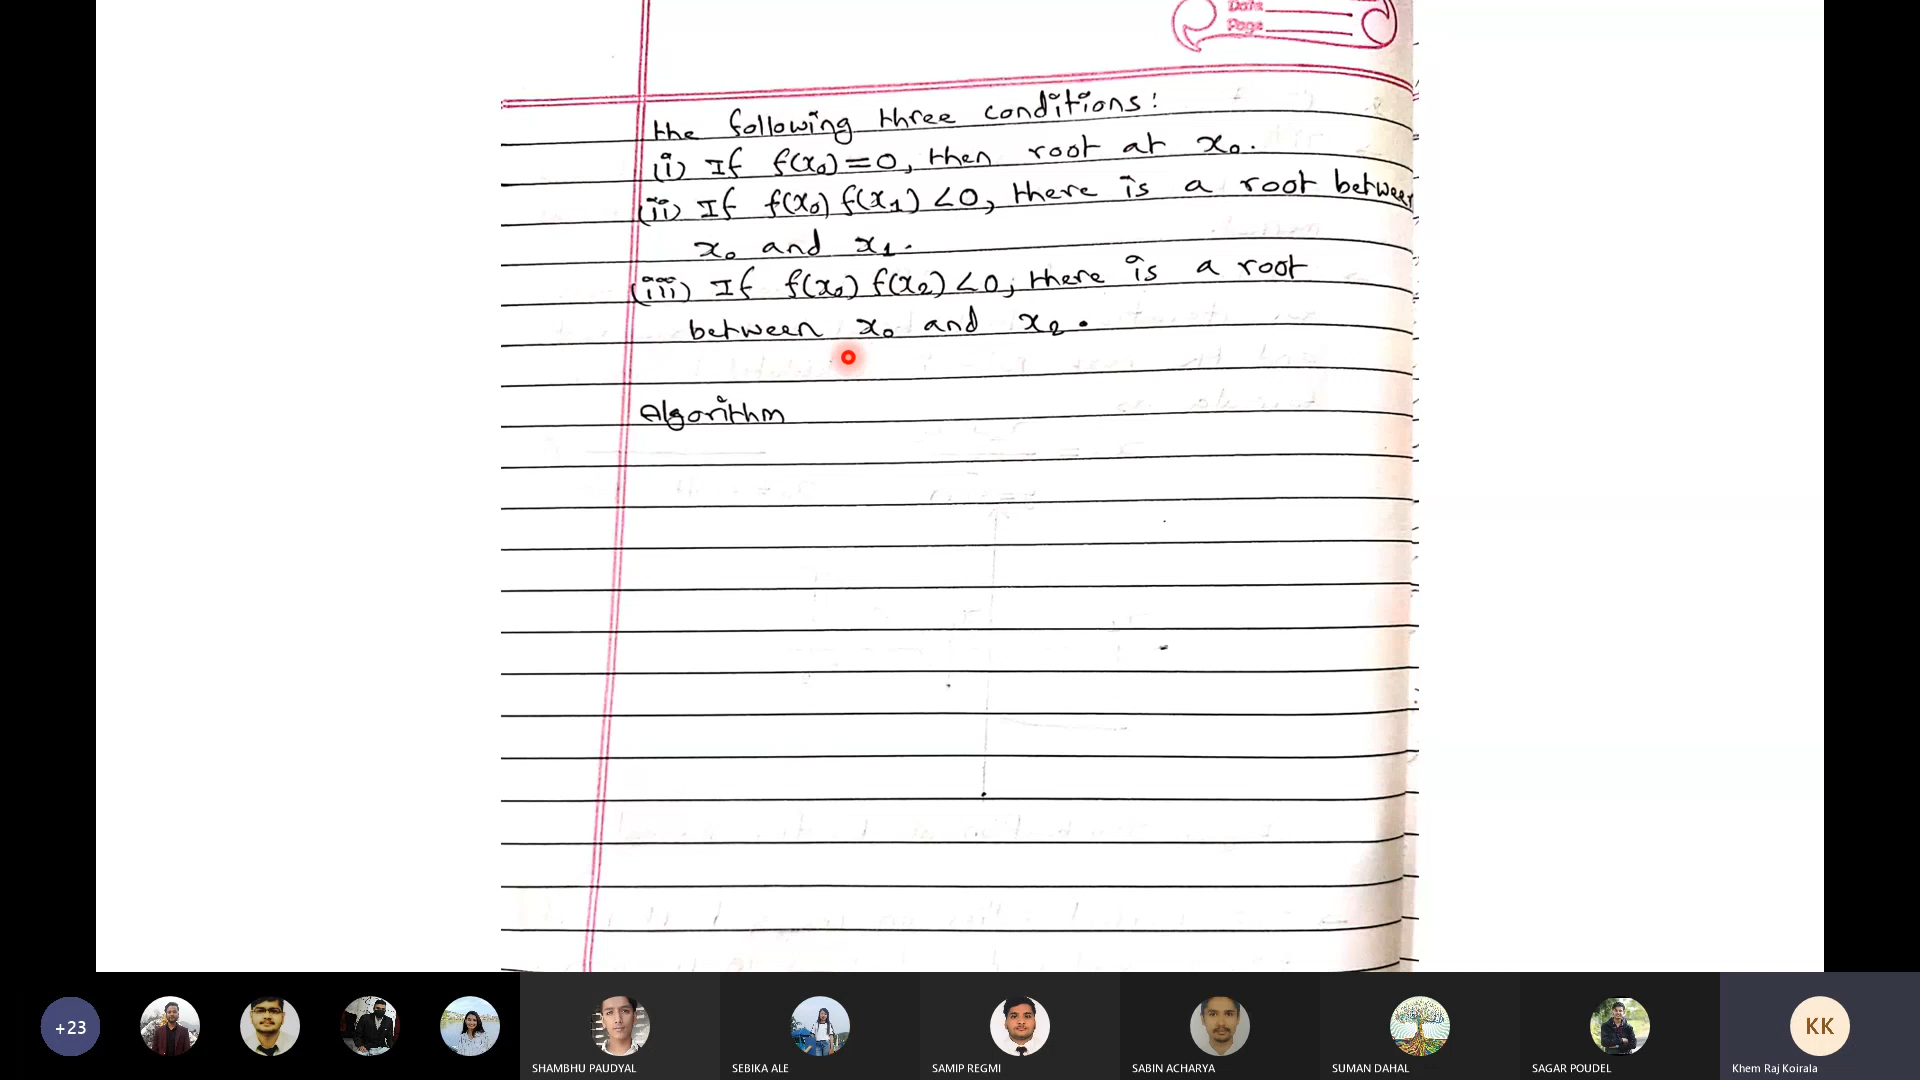 Date
Page
the following three conditions:
(i) If f(x₀)=0, then root at x₀.
(ii) If f(x₀) f(x₁) <0, there is a root between
x₀ and x₁.
(iii) If f(x₀) f(x₂) <0, there is a root
between x₀ and x₂.
Algorithm
+23
SHAMBHU PAUDYAL
SEBIKA ALE
SAMIP REGMI
SABIN ACHARYA
SUMAN DAHAL
SAGAR POUDEL
KK
Khem Raj Koirala